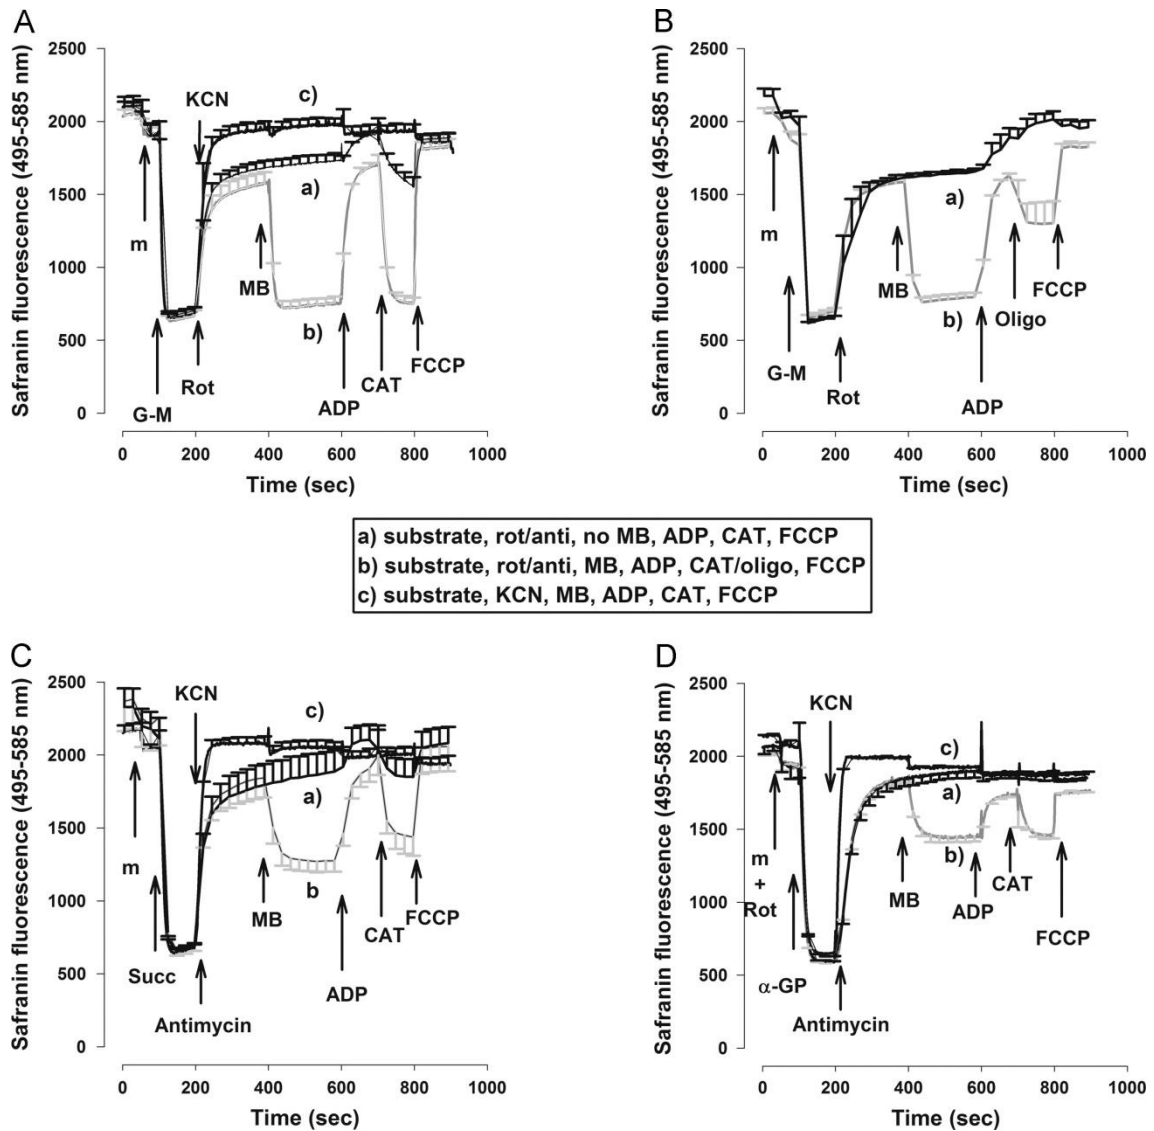 A
Safranin fluorescence (495-585 nm)
2500
2000
1500
1000
500
0
KCN
c)
a)
m
MB
b)
Rot
G-M
ADP
CAT
FCCP
0 200 400 600 800 1000
Time (sec)
B
Safranin fluorescence (495-585 nm)
2500
2000
1500
1000
500
0
m
a)
MB
b)
Oligo
FCCP
G-M
Rot
ADP
0 200 400 600 800 1000
Time (sec)
a) substrate, rot/anti, no MB, ADP, CAT, FCCP
b) substrate, rot/anti, MB, ADP, CAT/oligo, FCCP
c) substrate, KCN, MB, ADP, CAT, FCCP
C
Safranin fluorescence (495-585 nm)
2500
2000
1500
1000
500
0
KCN
c)
a)
m
MB
b
CAT
FCCP
Succ
ADP
Antimycin
0 200 400 600 800 1000
Time (sec)
D
Safranin fluorescence (495-585 nm)
2500
2000
1500
1000
500
0
KCN
c)
a)
b)
m
+
Rot
MB
ADP
CAT
FCCP
α-GP
Antimycin
0 200 400 600 800 1000
Time (sec)